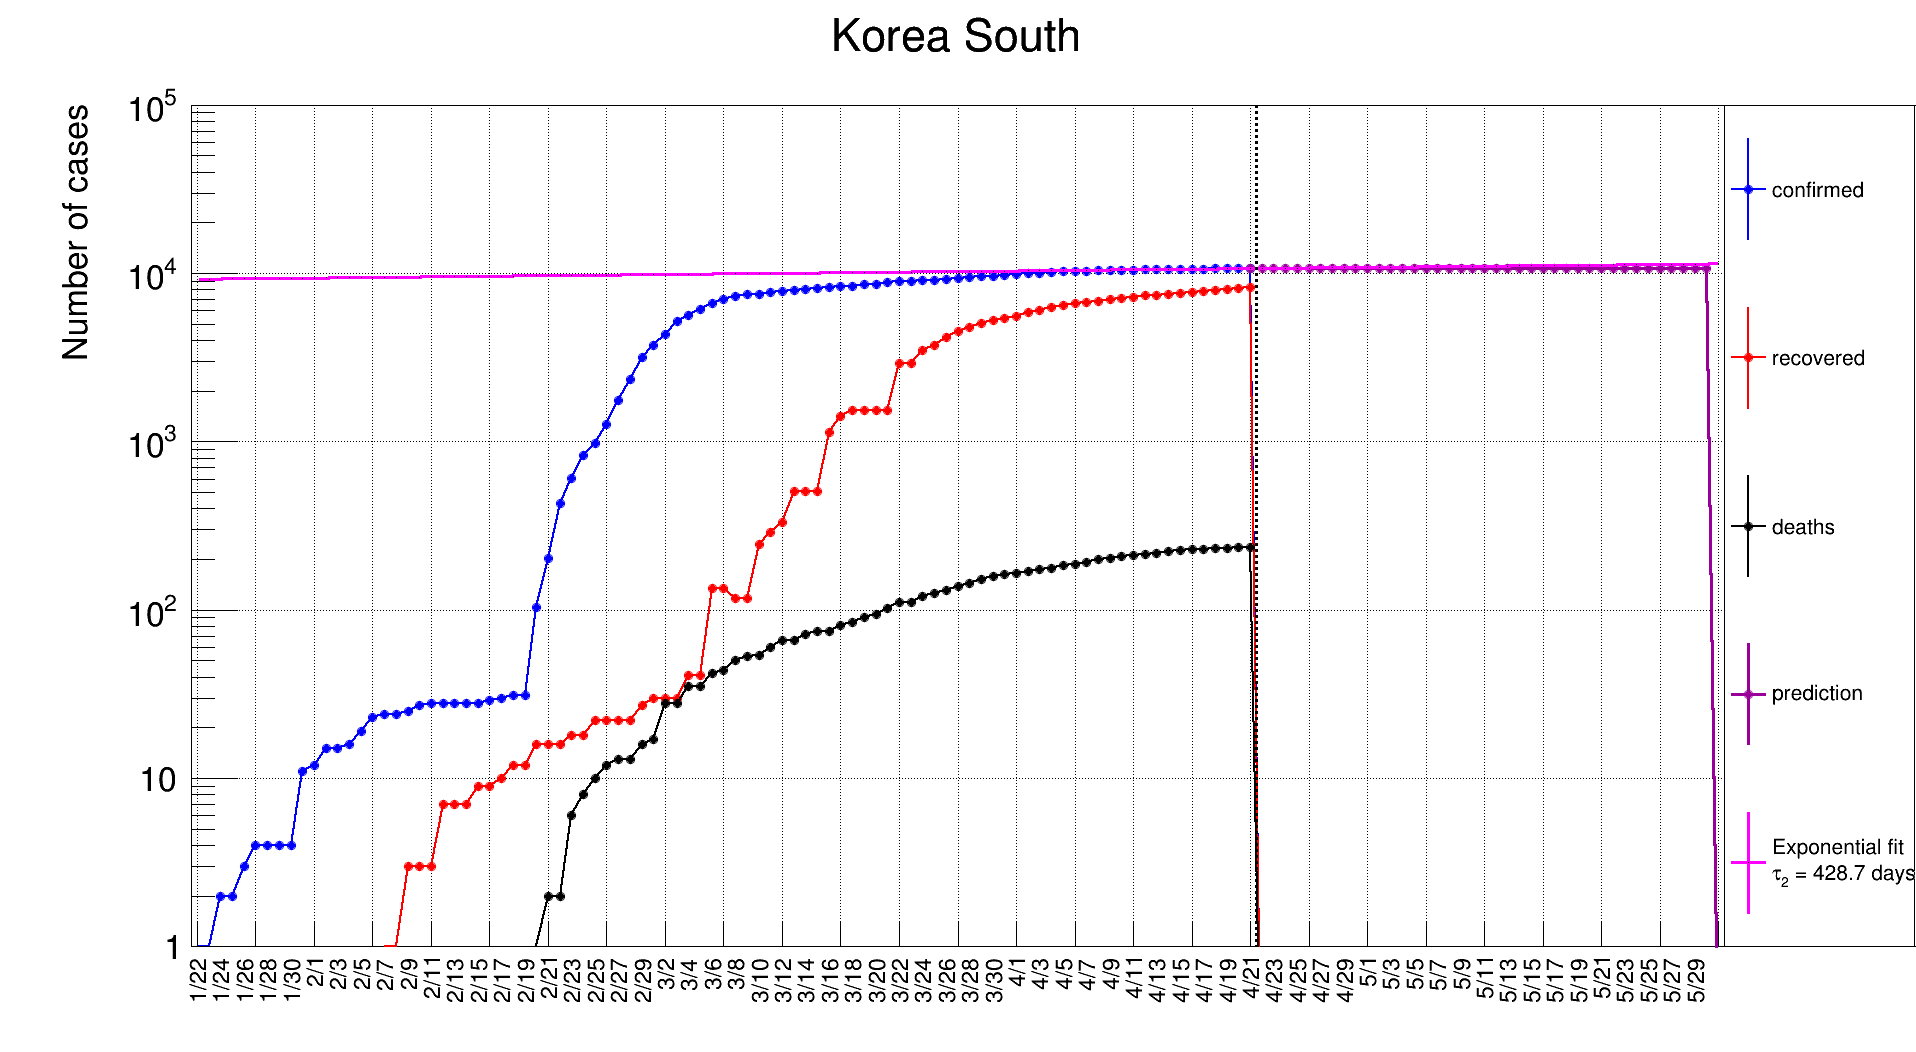 Korea South
Number of cases
10^5
10^4
10^3
10^2
10
1
1/22 1/24 1/26 1/28 1/30 2/1 2/3 2/5 2/7 2/9 2/11 2/13 2/15 2/17 2/19 2/21 2/23 2/25 2/27 2/29 3/2 3/4 3/6 3/8 3/10 3/12 3/14 3/16 3/18 3/20 3/22 3/24 3/26 3/28 3/30 4/1 4/3 4/5 4/7 4/9 4/11 4/13 4/15 4/17 4/19 4/21 4/23 4/25 4/27 4/29 5/1 5/3 5/5 5/7 5/9 5/11 5/13 5/15 5/17 5/19 5/21 5/23 5/25 5/27 5/29
confirmed
recovered
deaths
prediction
Exponential fit
τ_2 = 428.7 days